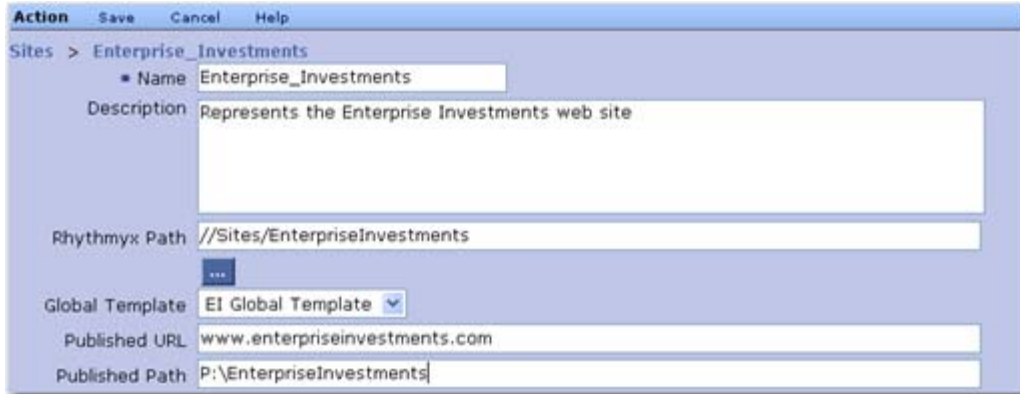 Action Save Cancel Help
Sites > Enterprise_Investments
Name Enterprise_Investments
Description Represents the Enterprise Investments web site
Rhythmyx Path //Sites/EnterpriseInvestments
...
Global Template EI Global Template
Published URL www.enterpriseinvestments.com
Published Path P:\EnterpriseInvestments